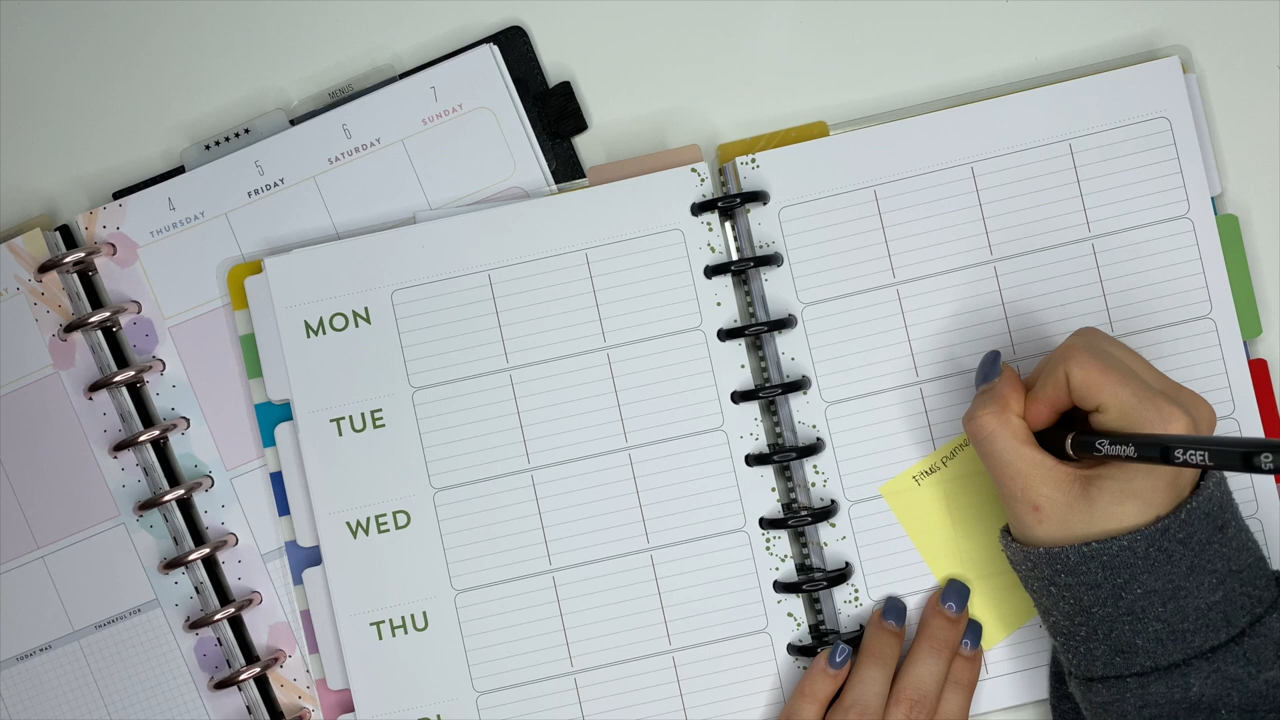 MENUS
4
THURSDAY
5
FRIDAY
6
SATURDAY
7
SUNDAY
MON
TUE
WED
THU
Fitness planne
Sharpie
S·GEL
0.5
TODAY WAS
THANKFUL FOR